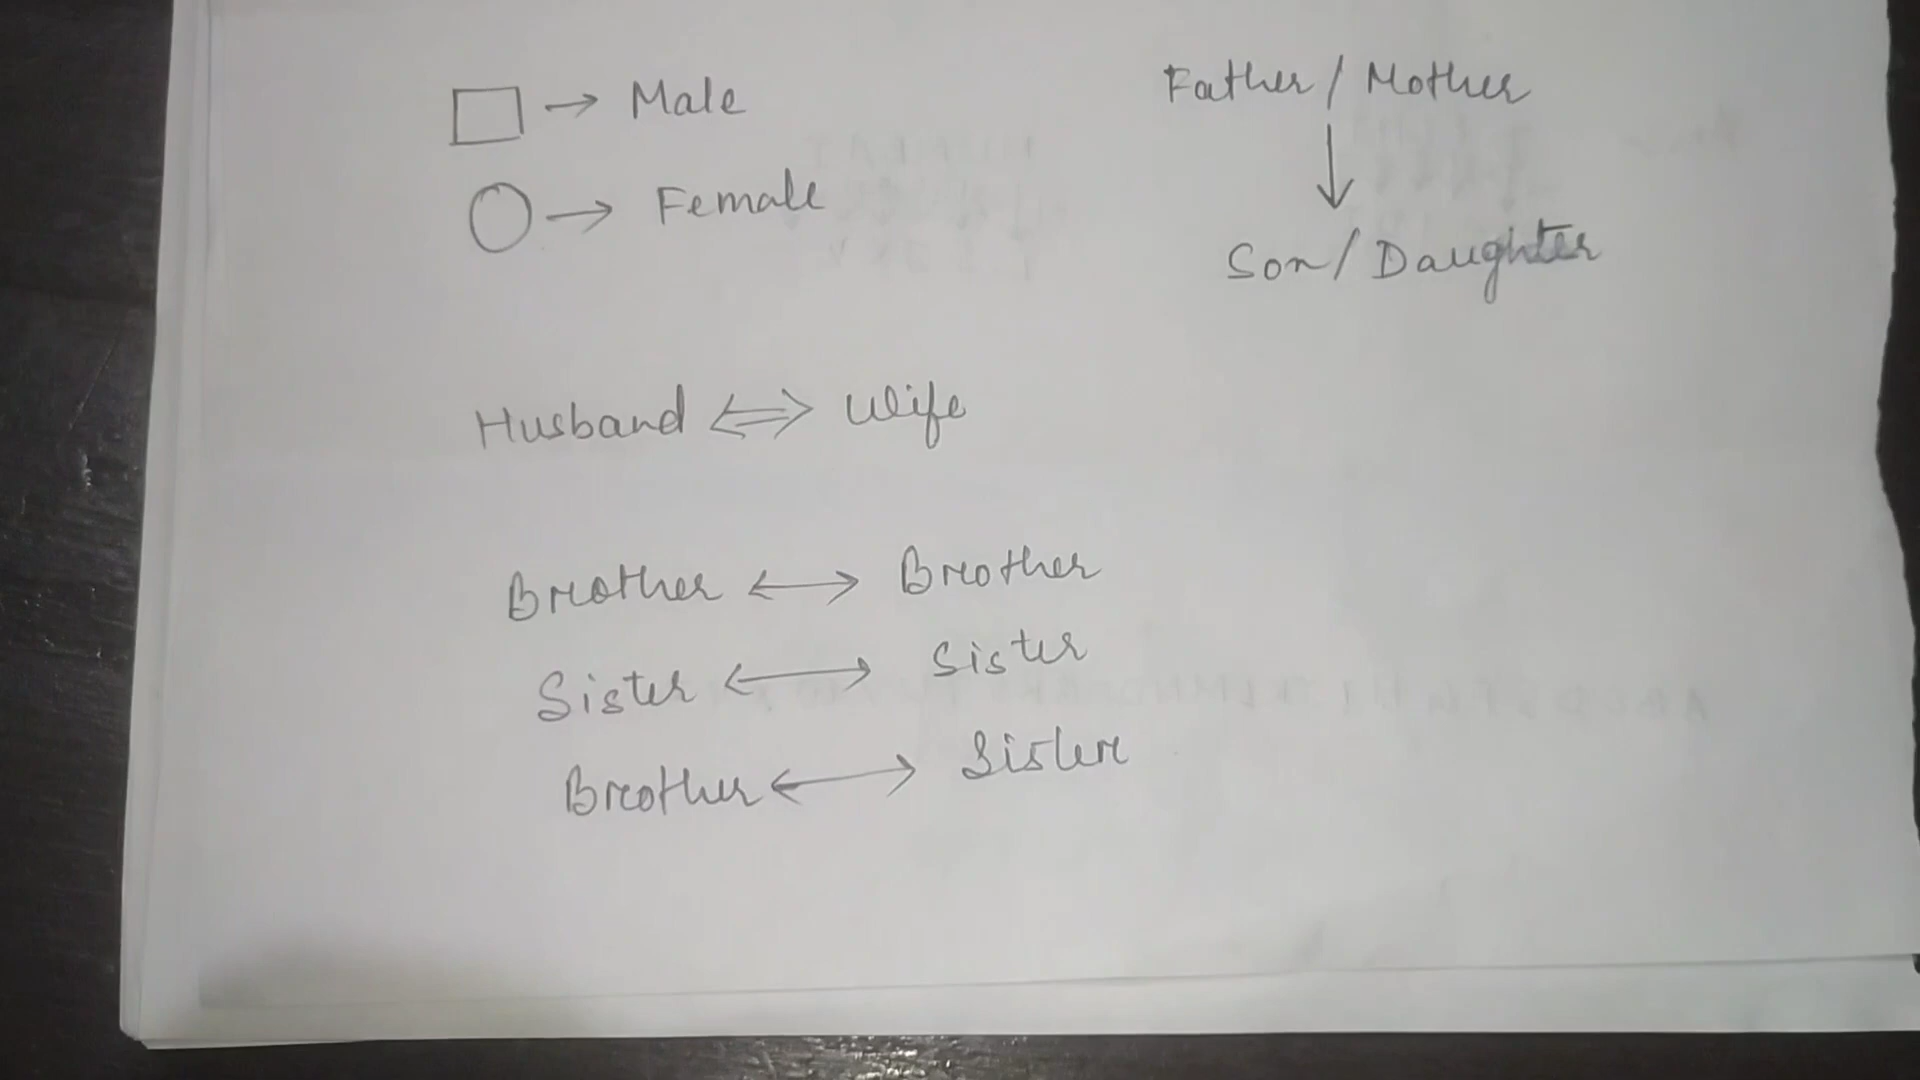 □ → Male
○ → Female
Father / Mother
↓
Son / Daughter
Husband ⇔ Wife
Brother ↔ Brother
Sister ↔ Sister
Brother ↔ Sister